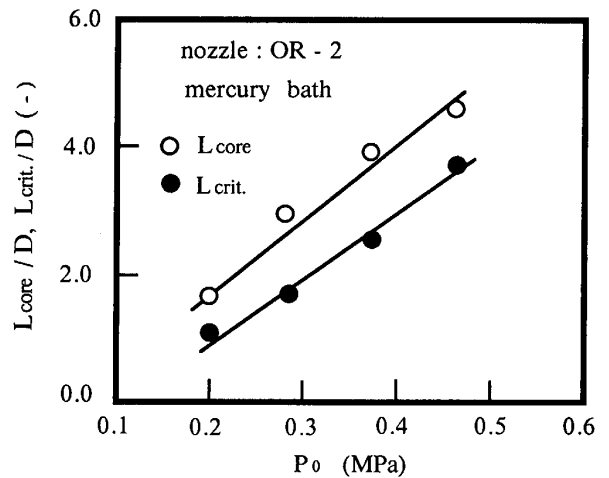 6.0
4.0
2.0
0.0
Lcore / D, Lcrit. / D ( - )
nozzle : OR - 2
mercury bath
Lcore
Lcrit.
0.1 0.2 0.3 0.4 0.5 0.6
P0 (MPa)